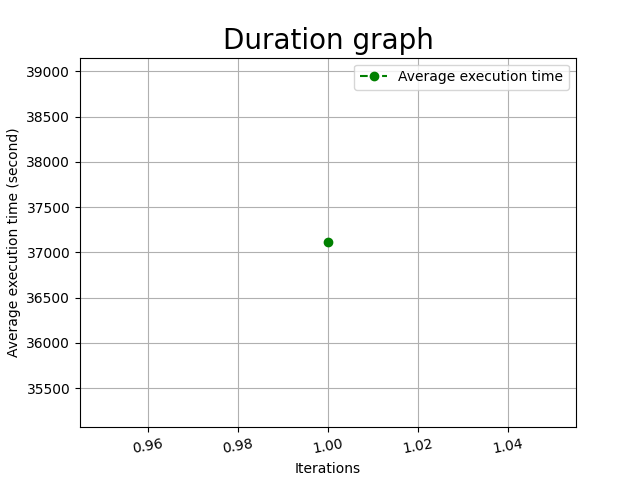 Duration graph
Average execution time
Average execution time (second)
39000
38500
38000
37500
37000
36500
36000
35500
0.96 0.98 1.00 1.02 1.04
Iterations